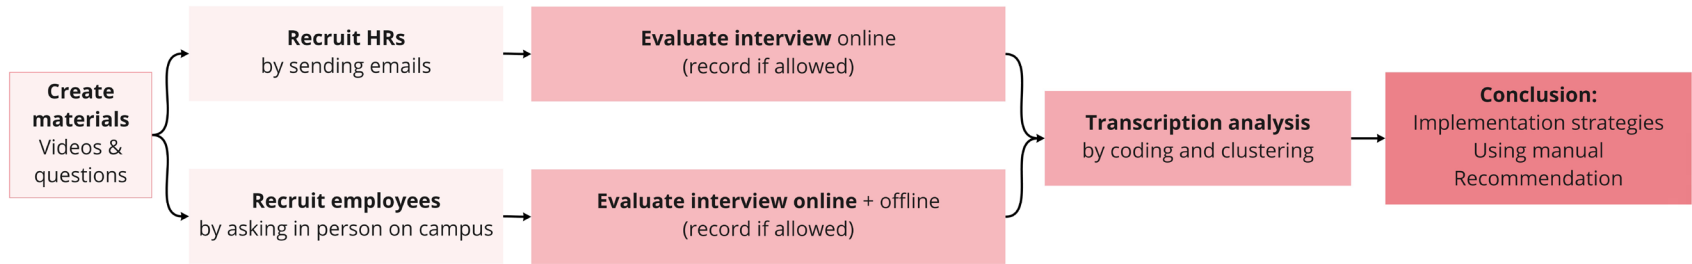 Create
materials
Videos &
questions
Recruit HRs
by sending emails
Evaluate interview online
(record if allowed)
Recruit employees
by asking in person on campus
Evaluate interview online + offline
(record if allowed)
Transcription analysis
by coding and clustering
Conclusion:
Implementation strategies
Using manual
Recommendation